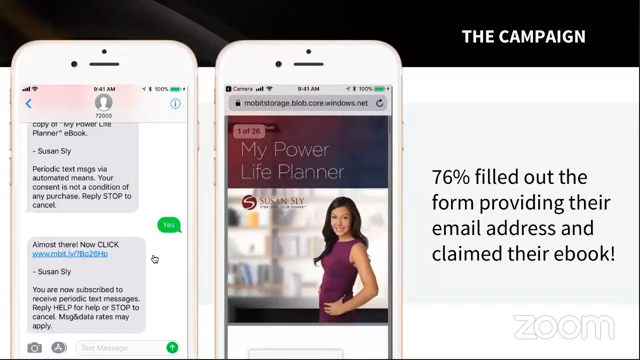 THE CAMPAIGN
9:41 AM
100%
72000
copy of "My Power
Life Planner" eBook.
- Susan Sly
Periodic text msgs via
automated means. Your
consent is not a condition of
any purchase. Reply STOP to
cancel.
Yes
Almost there! Now CLICK
www.mbit.ly/?Bo26Hp
- Susan Sly
You are now subscribed to
receive periodic text messages.
Reply HELP for help or STOP to
cancel. Msg&data rates may
apply.
Text Message
Camera
9:41 AM
100%
mobitstorage.blob.core.windows.net
1 of 26
My Power
Life Planner
SUSAN SLY
76% filled out the
form providing their
email address and
claimed their ebook!
zoom